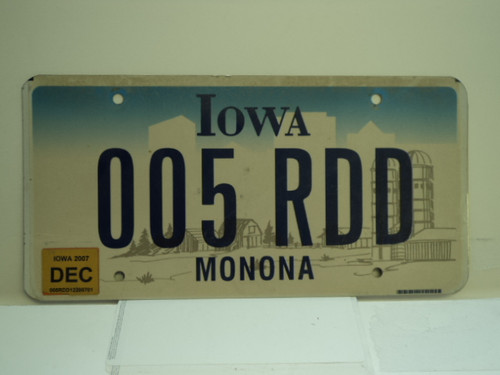 IOWA
005 RDD
IOWA 2007
DEC
MONONA